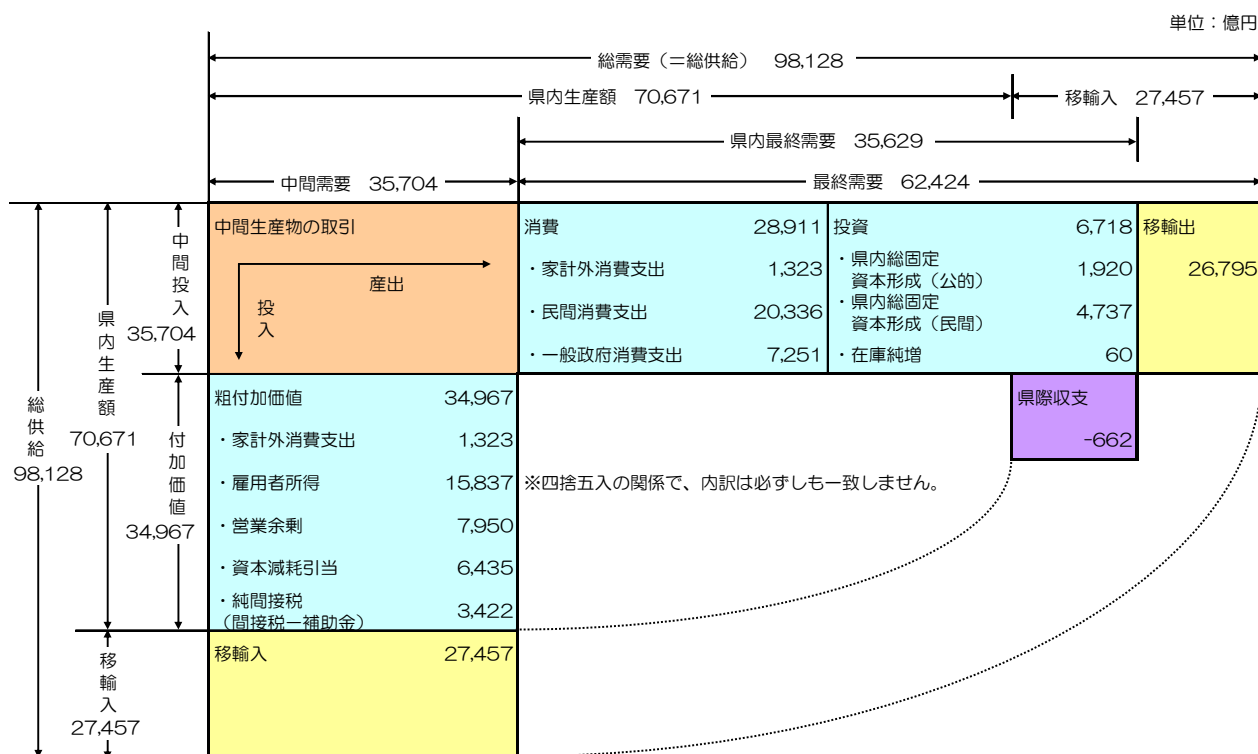 単位：億円
総需要（＝総供給） 98,128
県内生産額 70,671
移輸入 27,457
県内最終需要 35,629
中間需要 35,704
最終需要 62,424
中間生産物の取引
産出
投入
消費 28,911
・家計外消費支出 1,323
・民間消費支出 20,336
・一般政府消費支出 7,251
投資 6,718
・県内総固定
資本形成（公的） 1,920
・県内総固定
資本形成（民間） 4,737
・在庫純増 60
移輸出
26,795
中間投入
35,704
県内生産額
70,671
総供給
98,128
付加価値
34,967
粗付加価値 34,967
・家計外消費支出 1,323
・雇用者所得 15,837
・営業余剰 7,950
・資本減耗引当 6,435
・純間接税
（間接税－補助金） 3,422
県際収支
-662
※四捨五入の関係で、内訳は必ずしも一致しません。
移輸入
27,457
移輸入 27,457